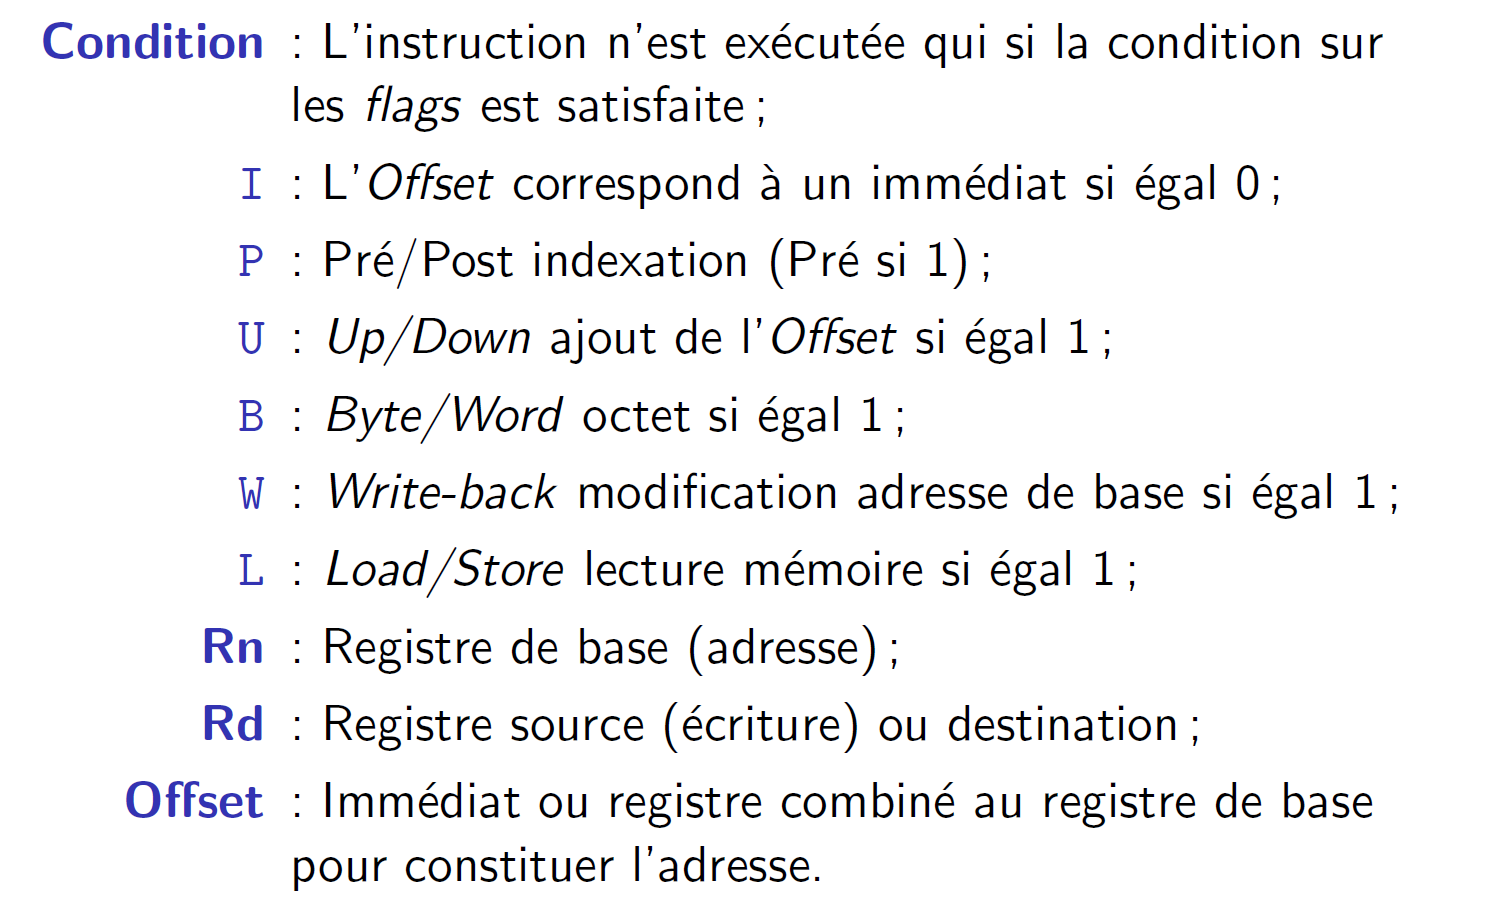 Condition : L'instruction n'est exécutée qui si la condition sur
les flags est satisfaite ;
I : L'Offset correspond à un immédiat si égal 0 ;
P : Pré/Post indexation (Pré si 1) ;
U : Up/Down ajout de l'Offset si égal 1 ;
B : Byte/Word octet si égal 1 ;
W : Write-back modification adresse de base si égal 1 ;
L : Load/Store lecture mémoire si égal 1 ;
Rn : Registre de base (adresse) ;
Rd : Registre source (écriture) ou destination ;
Offset : Immédiat ou registre combiné au registre de base
pour constituer l'adresse.